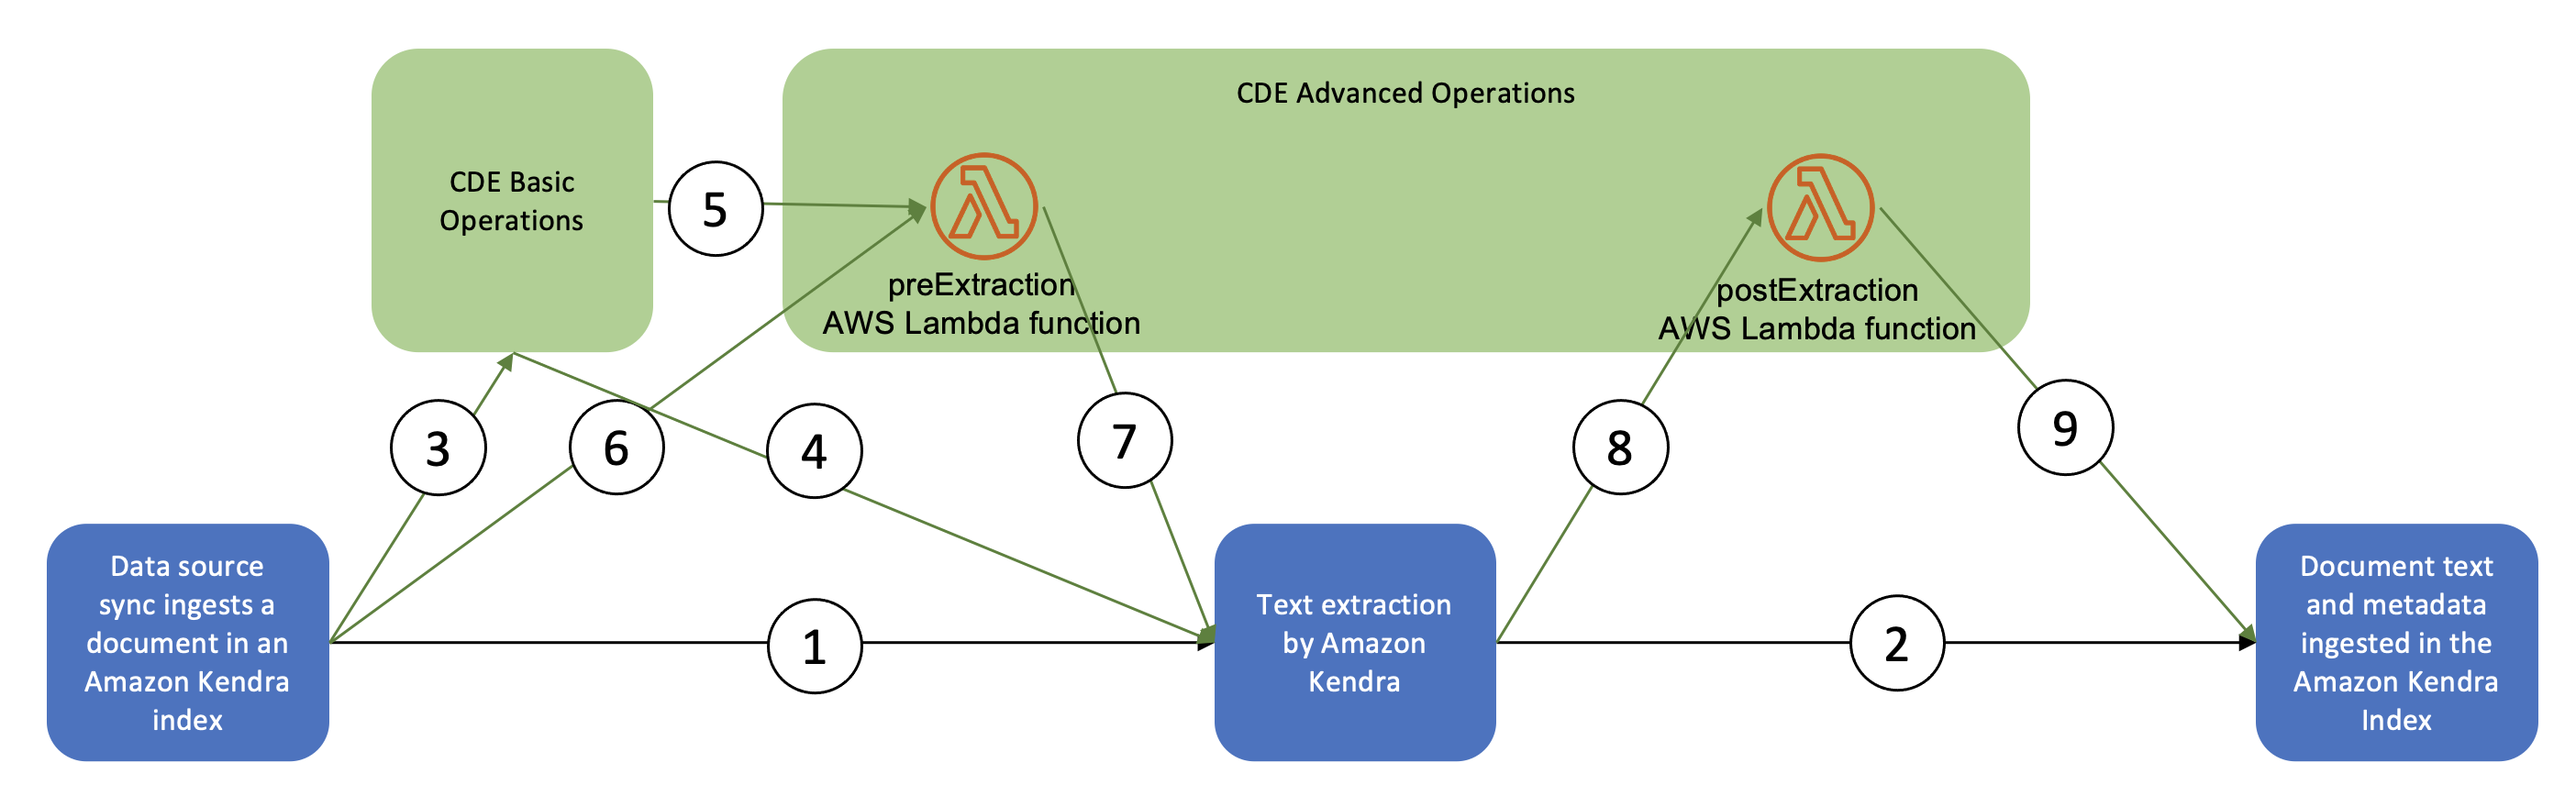 CDE Basic
Operations
5
CDE Advanced Operations
preExtraction
AWS Lambda function
postExtraction
AWS Lambda function
3
6
4
7
8
9
Data source
sync ingests a
document in an
Amazon Kendra
index
1
Text extraction
by Amazon
Kendra
2
Document text
and metadata
ingested in the
Amazon Kendra
Index